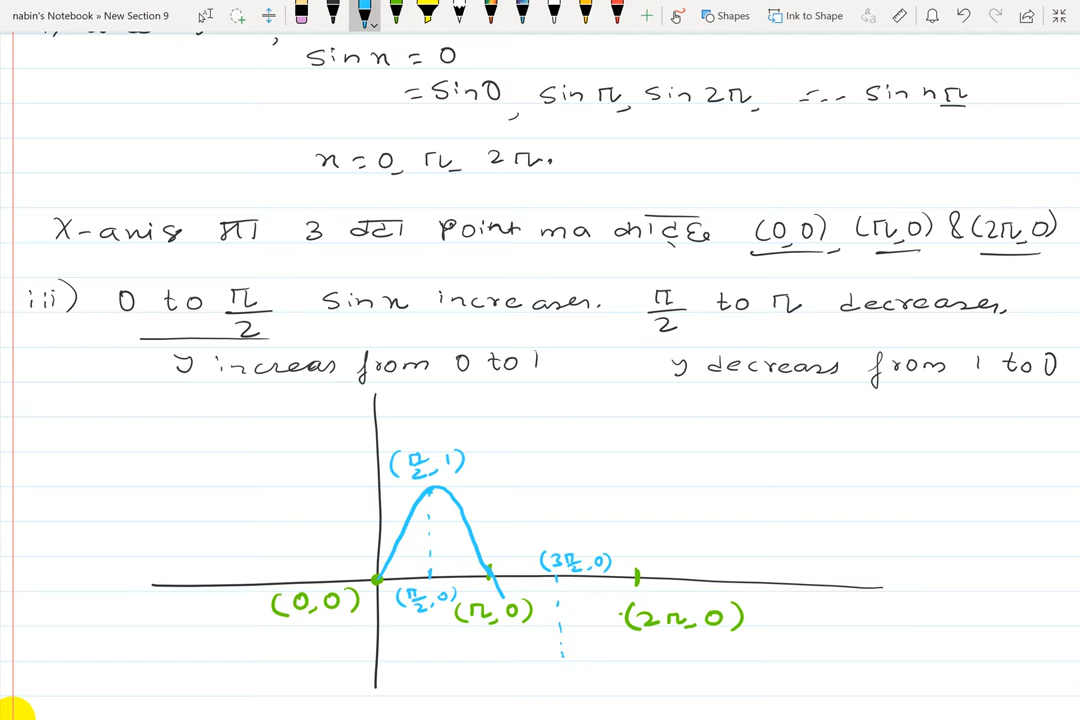 nabin's Notebook » New Section 9
Shapes
Ink to Shape
sin x = 0
= sin 0, sin π, sin 2π, ---- sin nπ
x = 0, π, 2π.
X-axis मा 3 वटा point ma काट्दछ (0,0) (π,0) & (2π,0)
iii) 0 to π/2 sin x increases. π/2 to π decreases,
y increas from 0 to 1 y decreass from 1 to 0
(π/2, 1)
(3π/2, 0)
(0,0) (π/2, 0) (π, 0) (2π, 0)